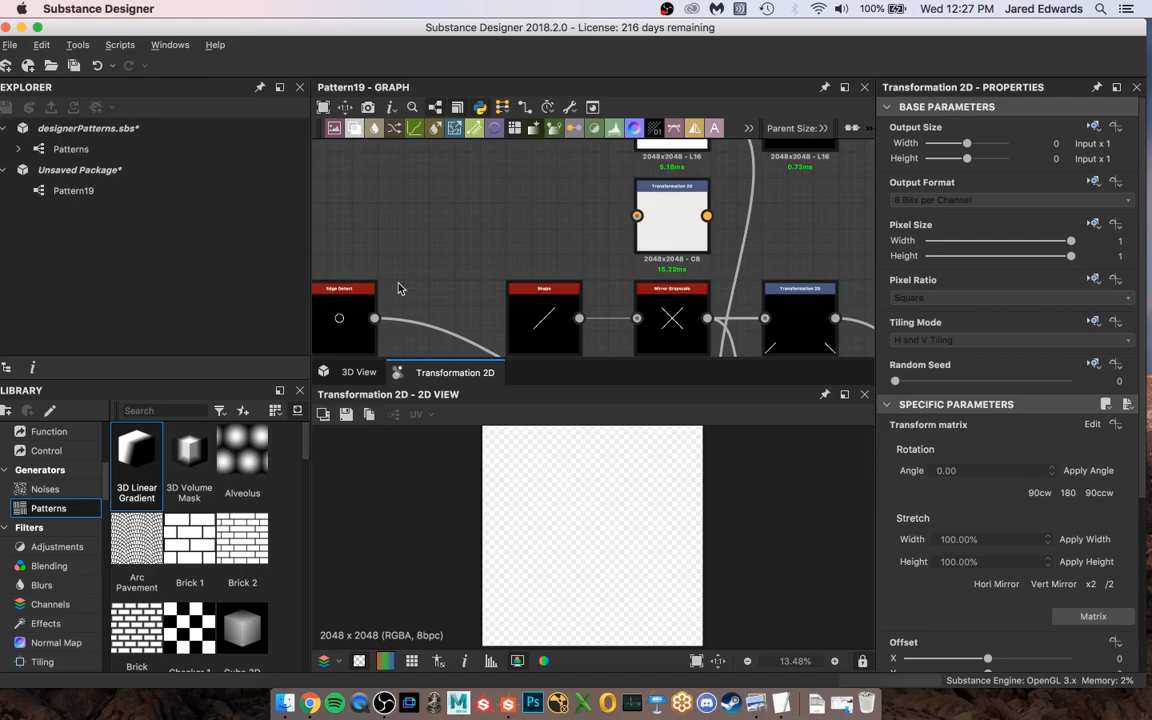 Substance Designer
100%
Wed 12:27 PM
Jared Edwards
Substance Designer 2018.2.0 - License: 216 days remaining
File
Edit
Tools
Scripts
Windows
Help
EXPLORER
designerPatterns.sbs*
Patterns
Unsaved Package*
Pattern19
LIBRARY
Search
Function
Control
Generators
Noises
Patterns
Filters
Adjustments
Blending
Blurs
Channels
Effects
Normal Map
Tiling
3D Linear Gradient
3D Volume Mask
Alveolus
Arc Pavement
Brick 1
Brick 2
Brick
Pattern19 - GRAPH
Parent Size:
2048x2048 - L16
5.18ms
2048x2048 - L16
0.73ms
Transformation 2D
2048x2048 - C8
15.22ms
Edge Detect
Shape
Mirror Grayscale
Transformation 2D
3D View
Transformation 2D
Transformation 2D - 2D VIEW
UV
2048 x 2048 (RGBA, 8bpc)
13.48%
Transformation 2D - PROPERTIES
BASE PARAMETERS
Output Size
Width 0 Input x 1
Height 0 Input x 1
Output Format
8 Bits per Channel
Pixel Size
Width 1
Height 1
Pixel Ratio
Square
Tiling Mode
H and V Tiling
Random Seed
0
SPECIFIC PARAMETERS
Transform matrix Edit
Rotation
Angle 0.00 Apply Angle
90cw 180 90ccw
Stretch
Width 100.00% Apply Width
Height 100.00% Apply Height
Hori Mirror Vert Mirror x2 /2
Matrix
Offset
X 0
Substance Engine: OpenGL 3.x Memory: 2%